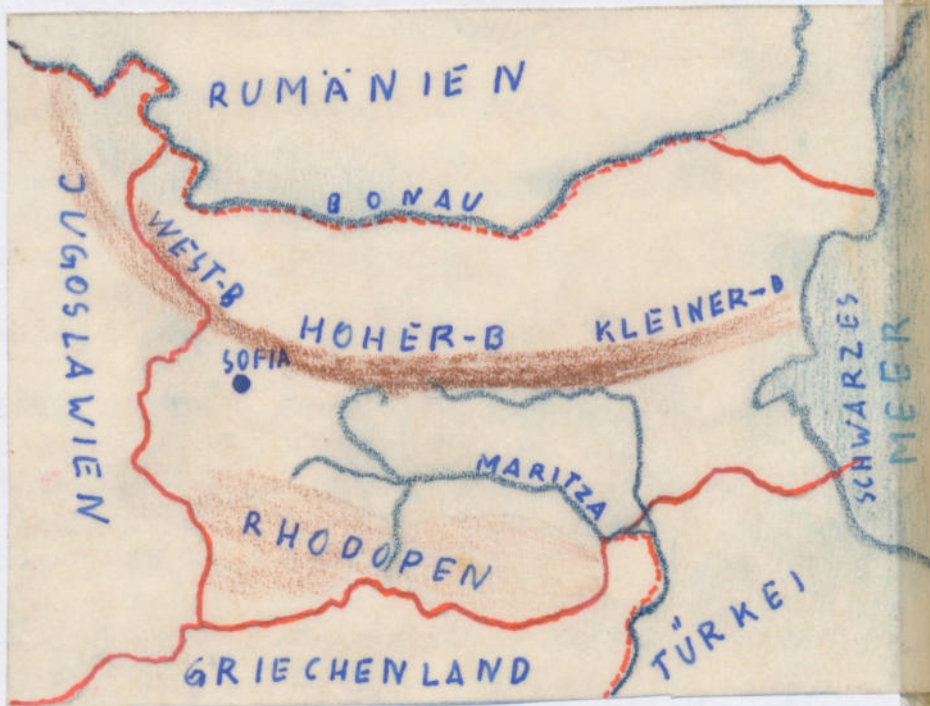 RUMÄNIEN
BONAU
JUGOSLAWIEN
WEST-B
HOHER-B
KLEINER-B
SOFIA
SCHWARZES
MEER
MARITZA
RHODOPEN
TÜRKEI
GRIECHENLAND